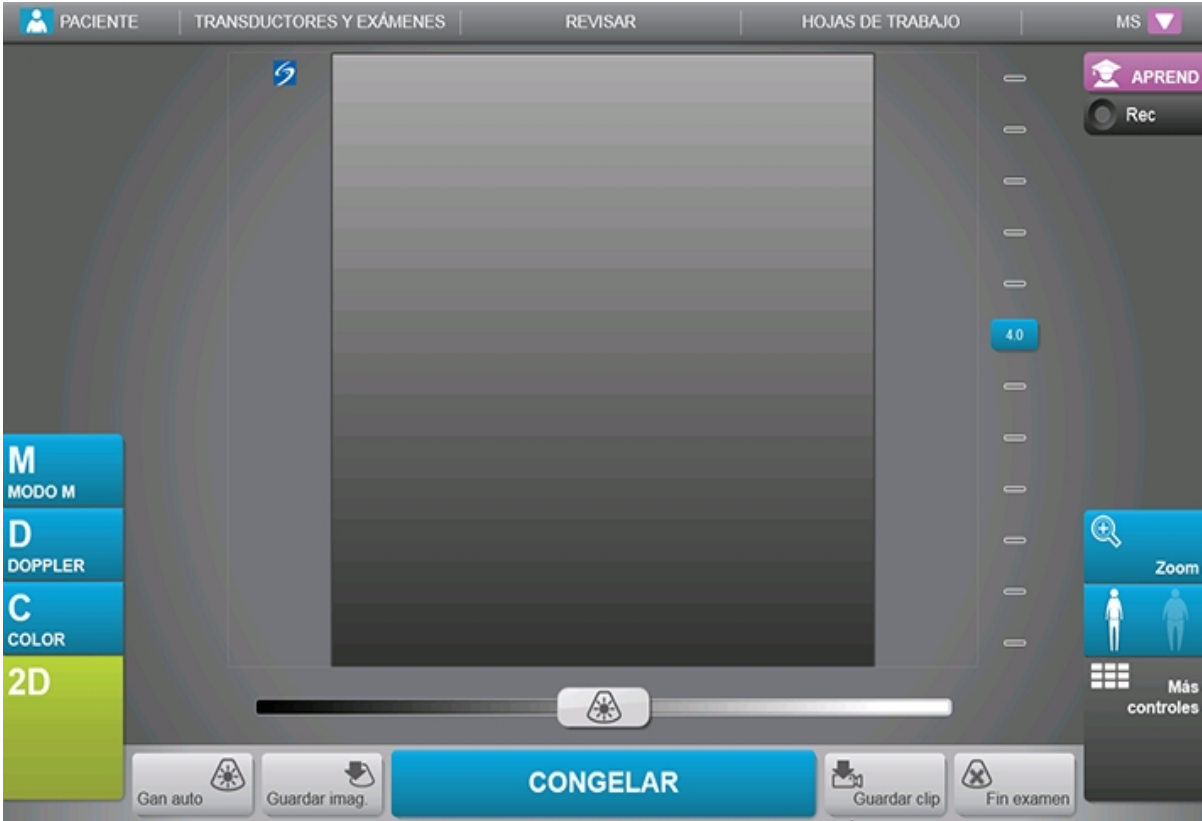 PACIENTE
TRANSDUCTORES Y EXÁMENES
REVISAR
HOJAS DE TRABAJO
MS
APREND
Rec
4.0
M
MODO M
D
DOPPLER
C
COLOR
2D
Zoom
Más
controles
Gan auto
Guardar imag.
CONGELAR
Guardar clip
Fin examen